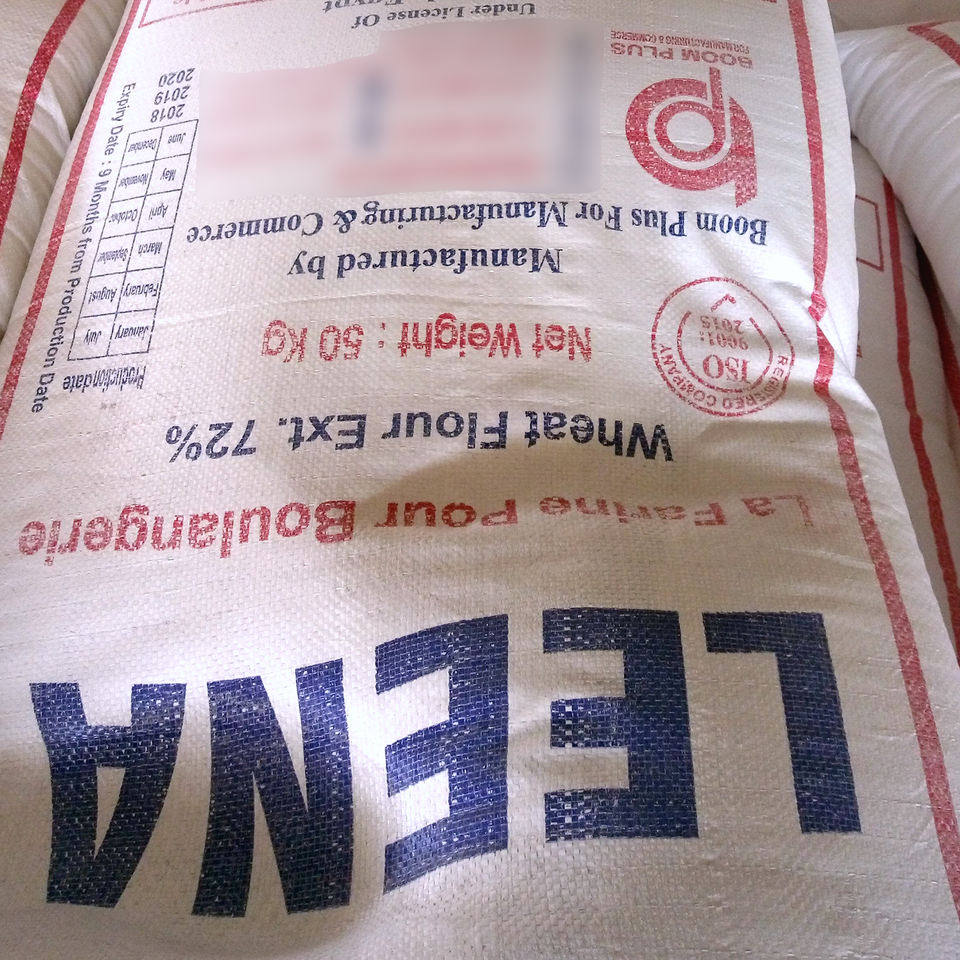 LEENA
La Farine Pour Boulangerie
Wheat Flour Ext. 72%
Net Weight : 50 Kg
ISO
9001:
2015
REGISTERED COMPANY
Manufactured by
Boom Plus For Manufacturing & Commerce
BOOM PLUS
FOR MANUFACTURING & COMMERCE
Under License Of
Egypt
Production date
January July
February August
March September
April October
May November
June December
2018
2019
2020
Expiry Date : 9 Months from Production Date